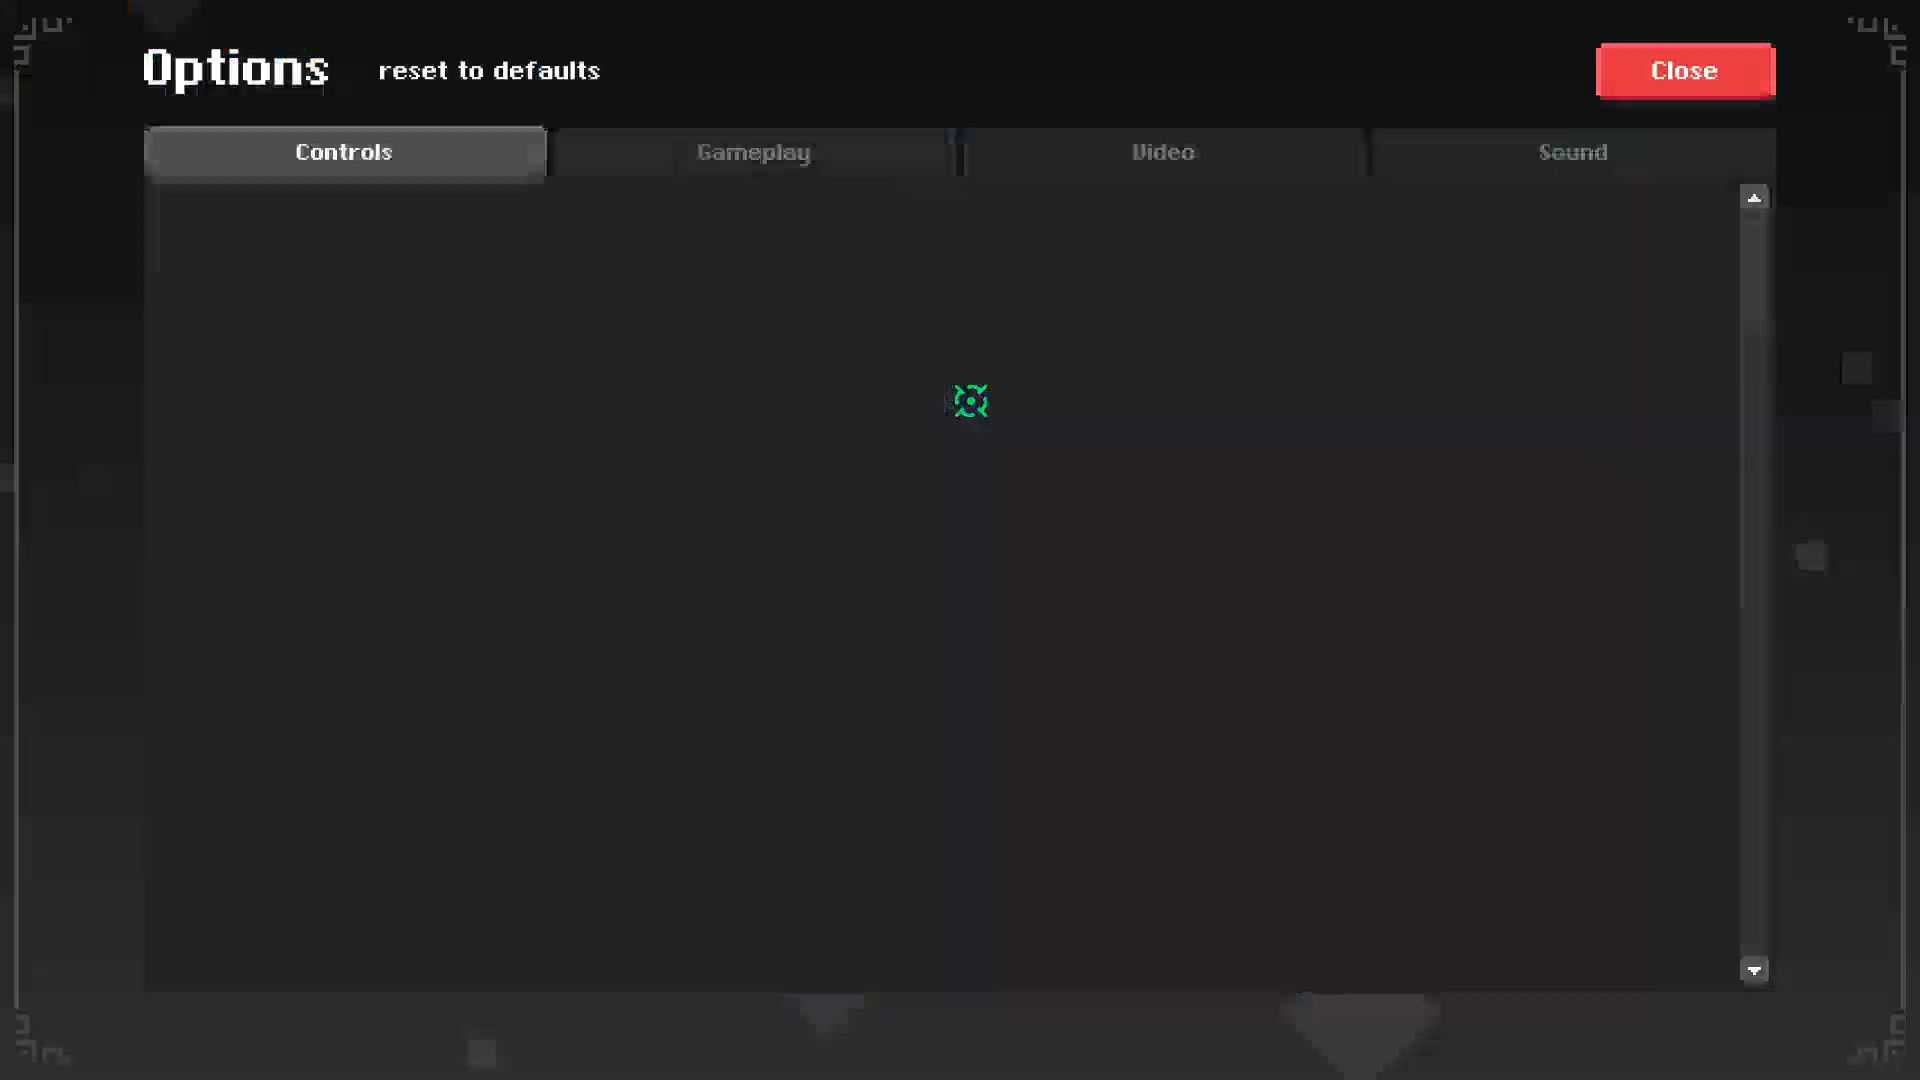 Options
reset to defaults
Close
Controls
Gameplay
Video
Sound